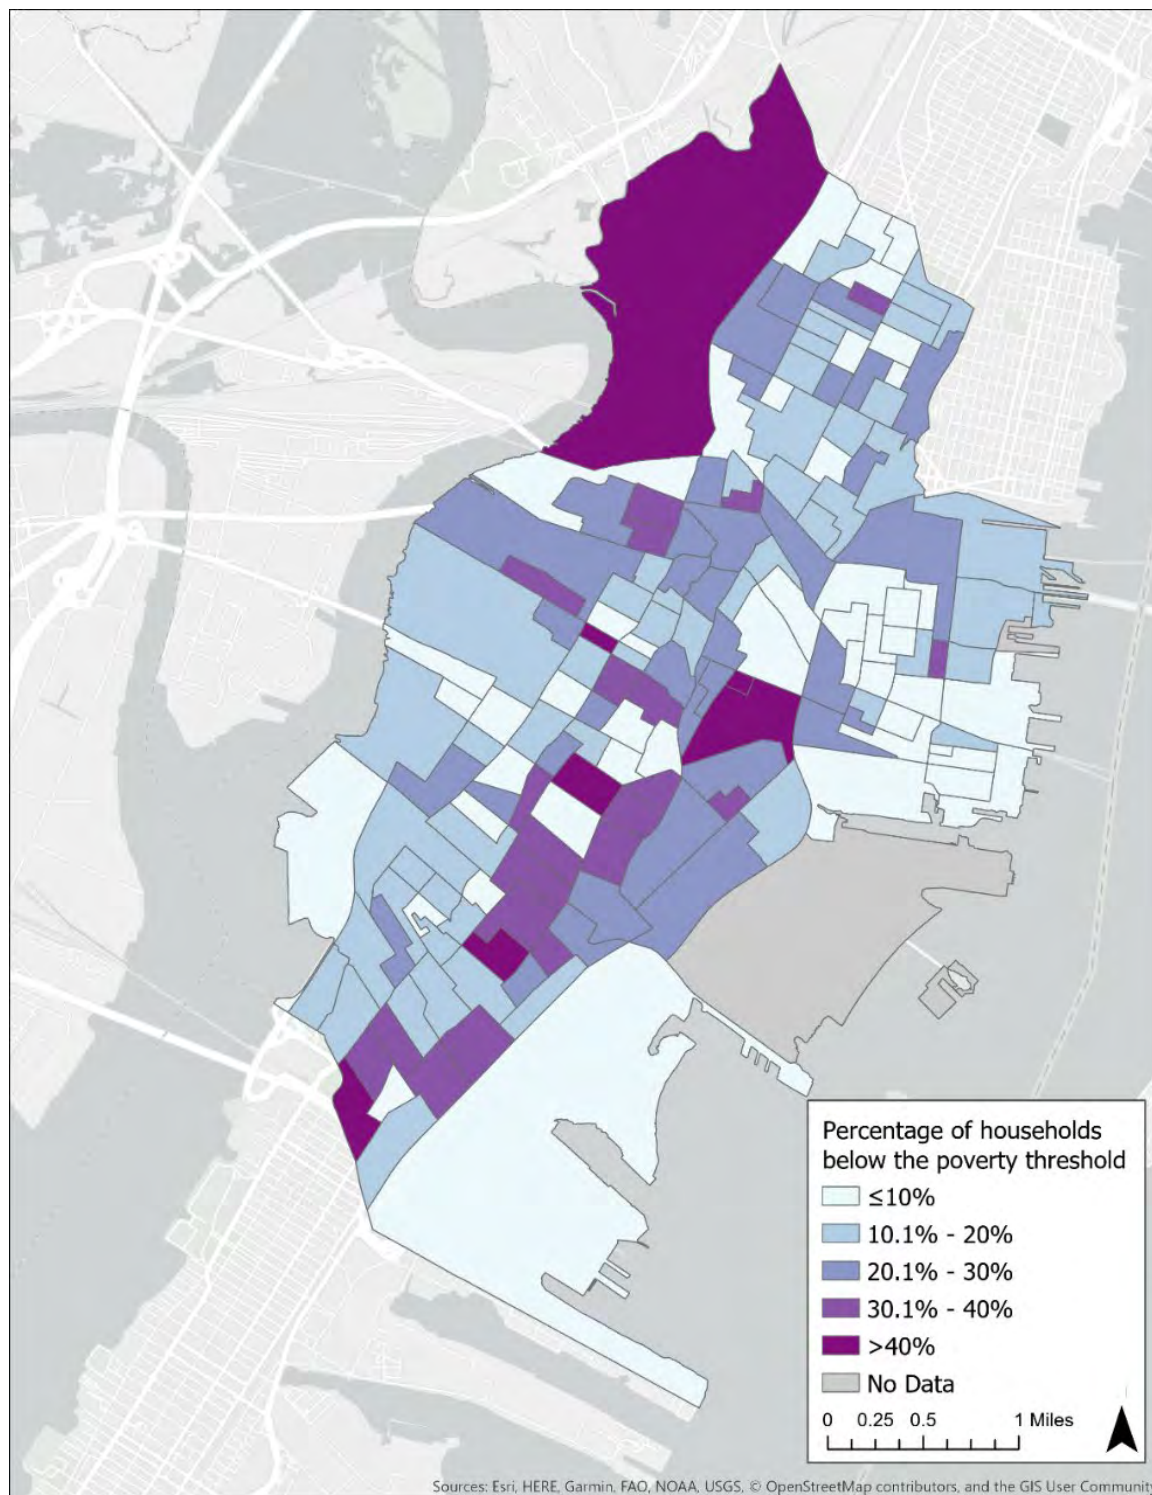 Percentage of households
below the poverty threshold
≤10%
10.1% - 20%
20.1% - 30%
30.1% - 40%
>40%
No Data
0 0.25 0.5 1 Miles
Sources: Esri, HERE, Garmin, FAO, NOAA, USGS, © OpenStreetMap contributors, and the GIS User Community